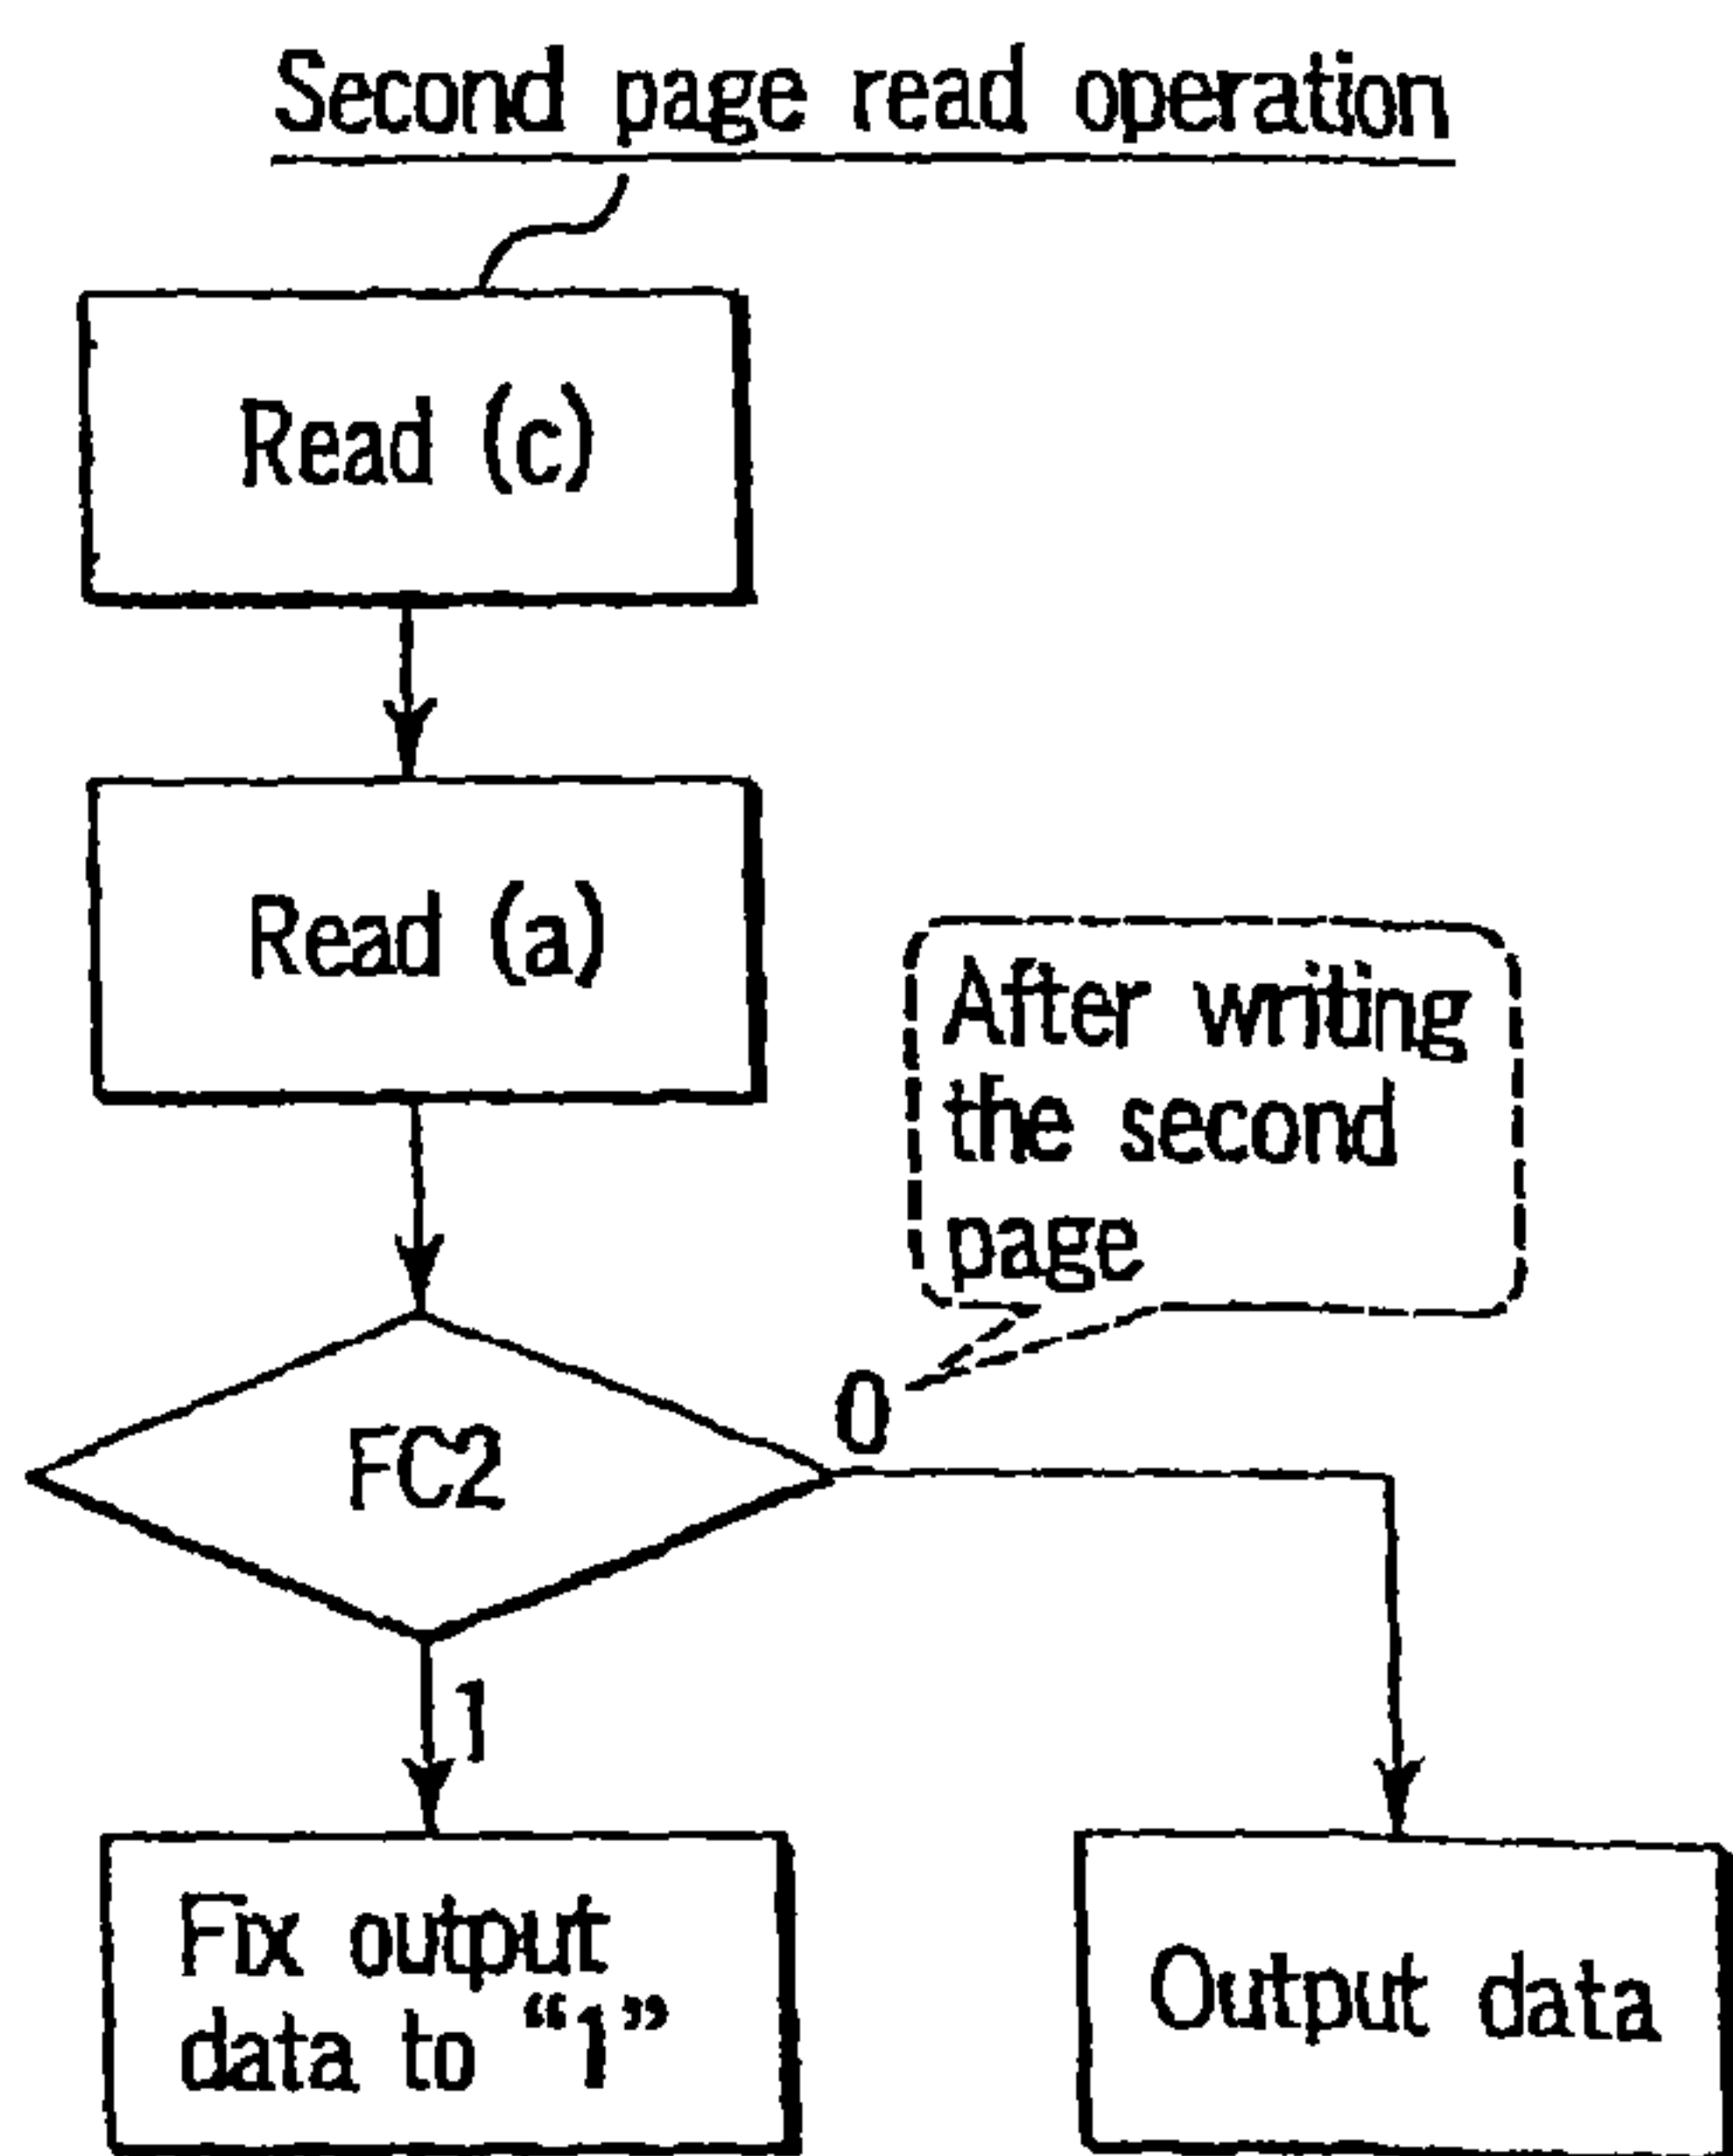 Second page read operation
Read (c)
Read (a)
After writing
the second
page
0
FC2
1
Fix output
data to “1”
Output data